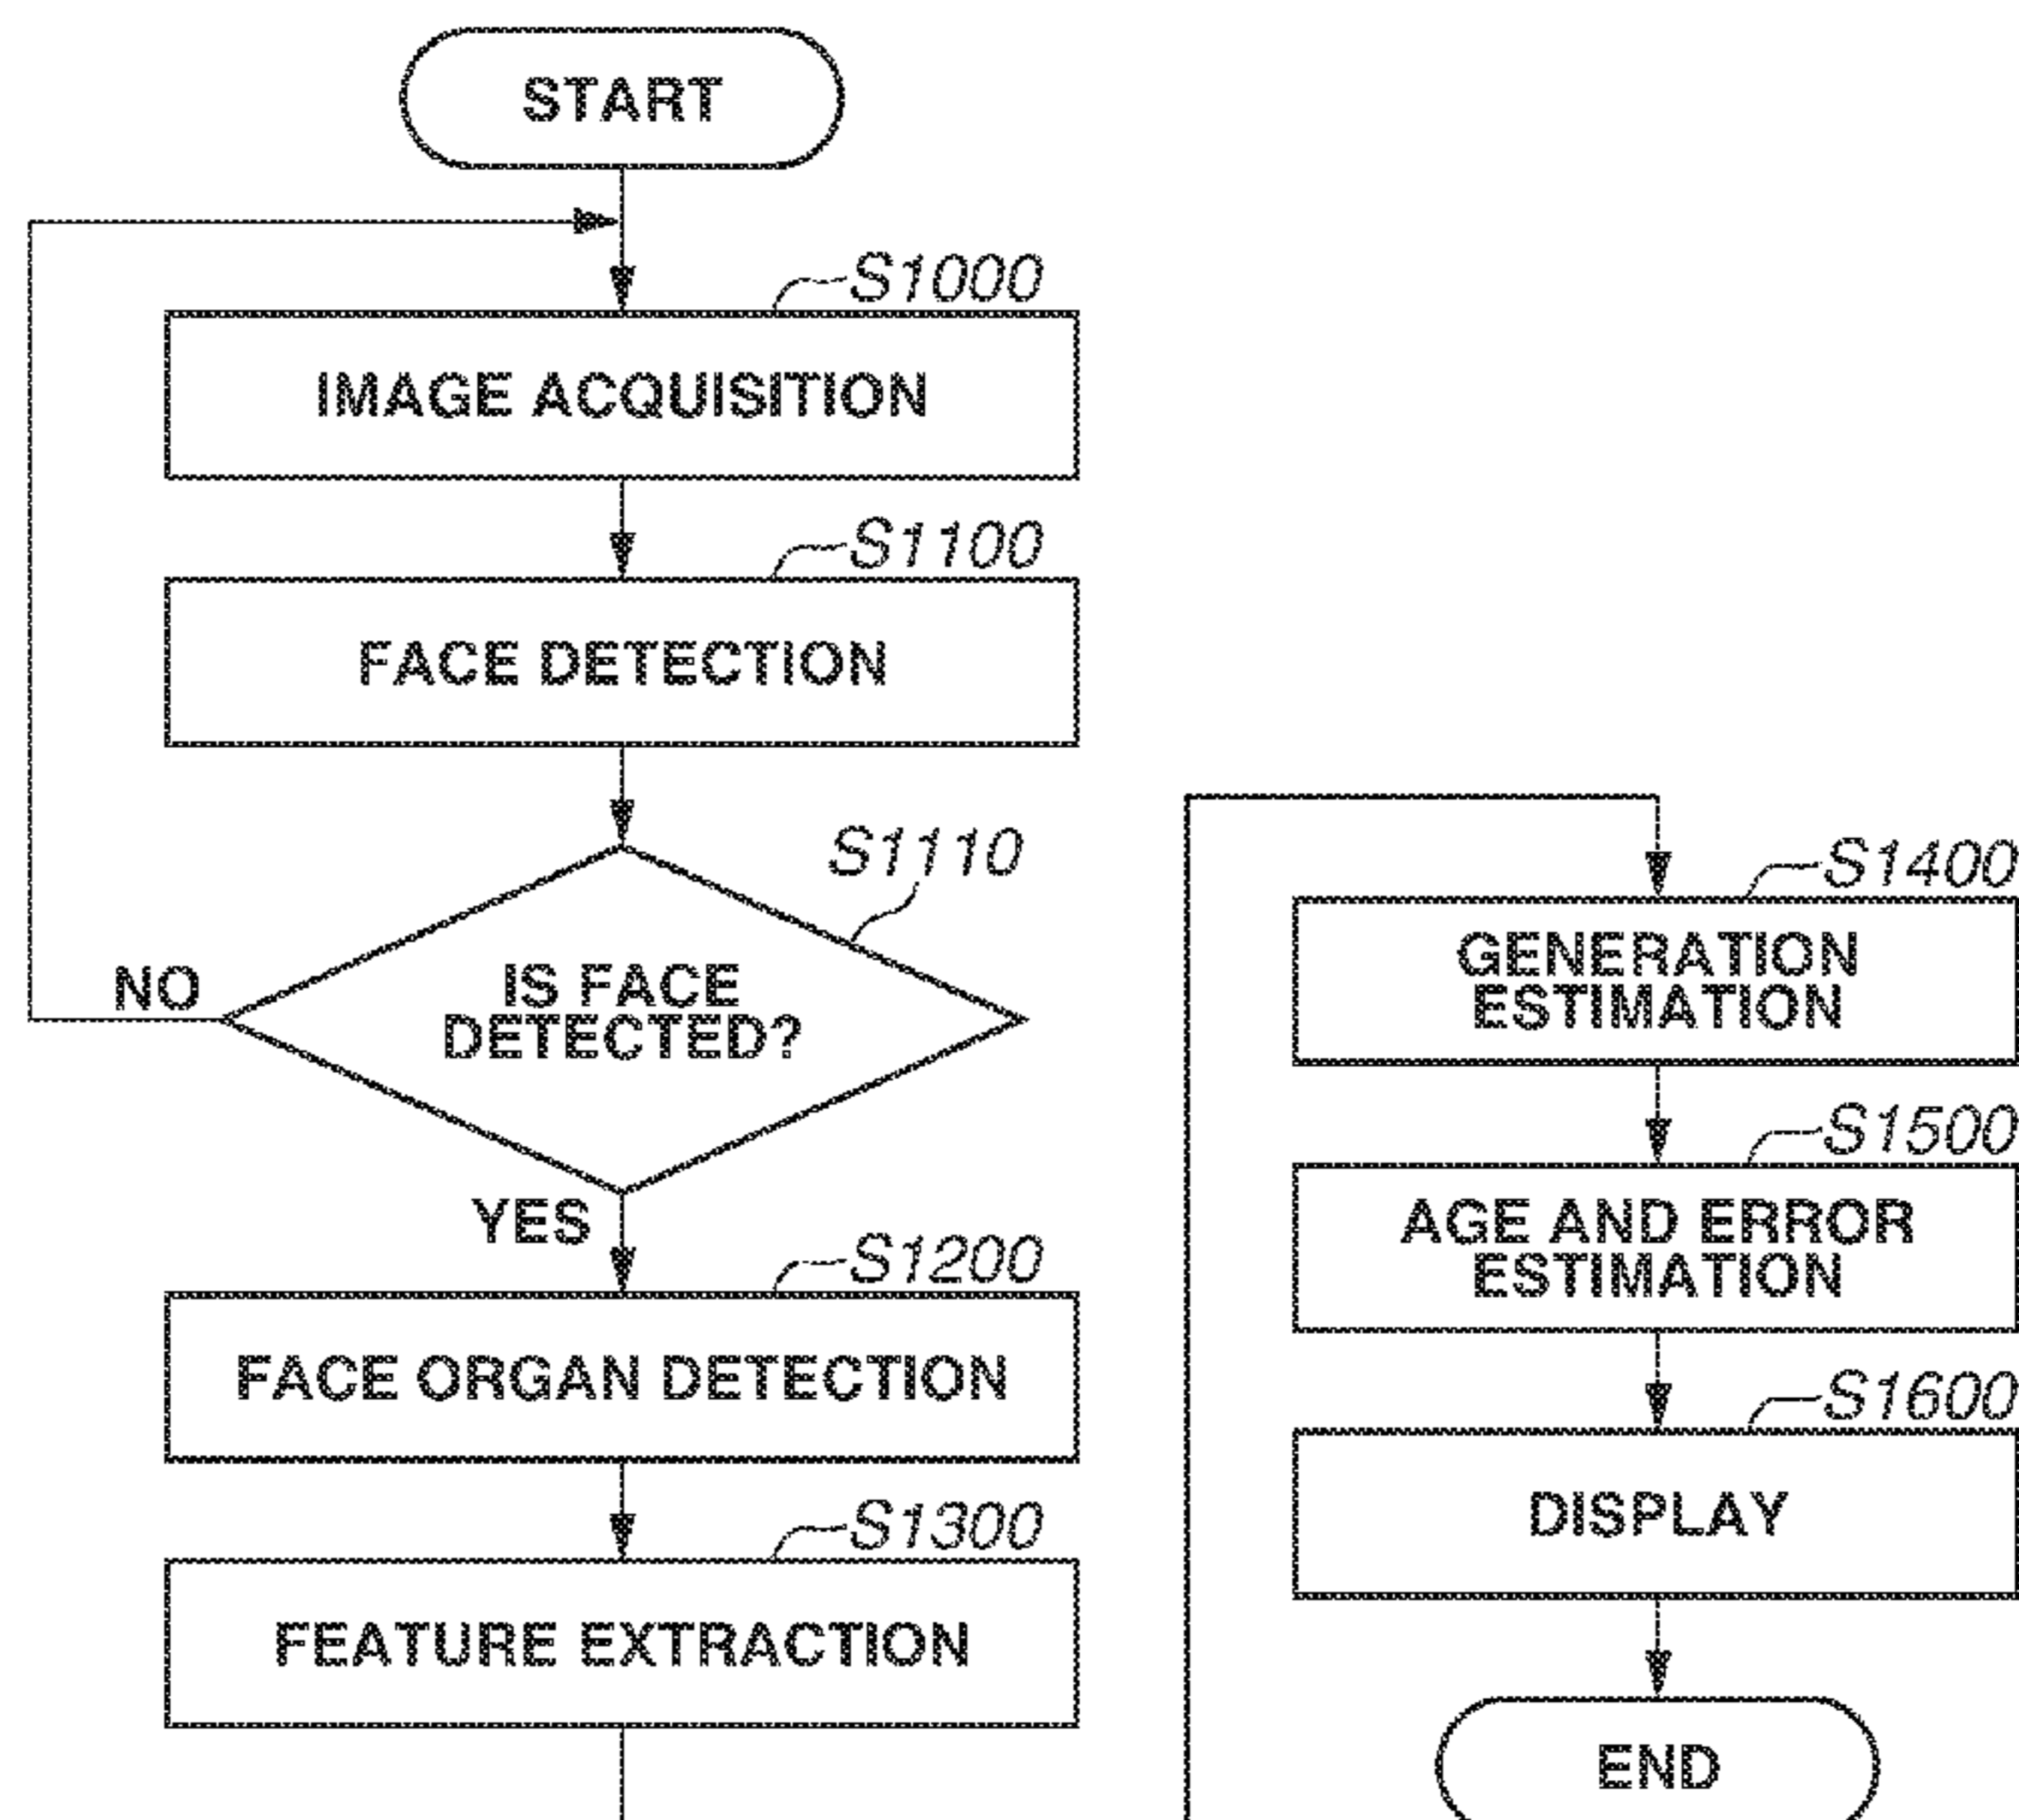 START
S1000
IMAGE ACQUISITION
S1100
FACE DETECTION
S1110
IS FACE
DETECTED?
NO
YES
S1200
FACE ORGAN DETECTION
S1300
FEATURE EXTRACTION
S1400
GENERATION
ESTIMATION
S1500
AGE AND ERROR
ESTIMATION
S1600
DISPLAY
END